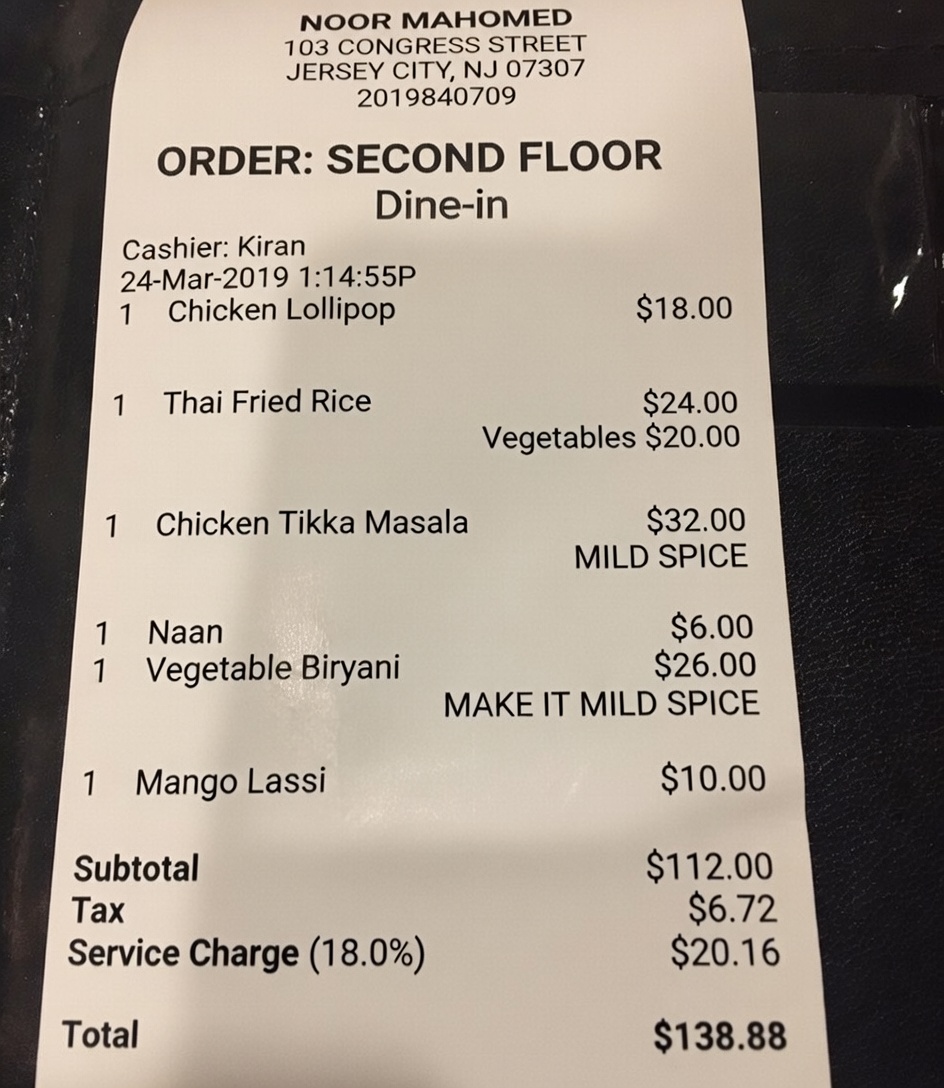 NOOR MAHOMED
103 CONGRESS STREET
JERSEY CITY, NJ 07307
2019840709
ORDER: SECOND FLOOR
Dine-in
Cashier: Kiran
24-Mar-2019 1:14:55P
1 Chicken Lollipop $18.00
1 Thai Fried Rice $24.00
Vegetables $20.00
1 Chicken Tikka Masala $32.00
MILD SPICE
1 Naan $6.00
1 Vegetable Biryani $26.00
MAKE IT MILD SPICE
1 Mango Lassi $10.00
Subtotal $112.00
Tax $6.72
Service Charge (18.0%) $20.16
Total $138.88